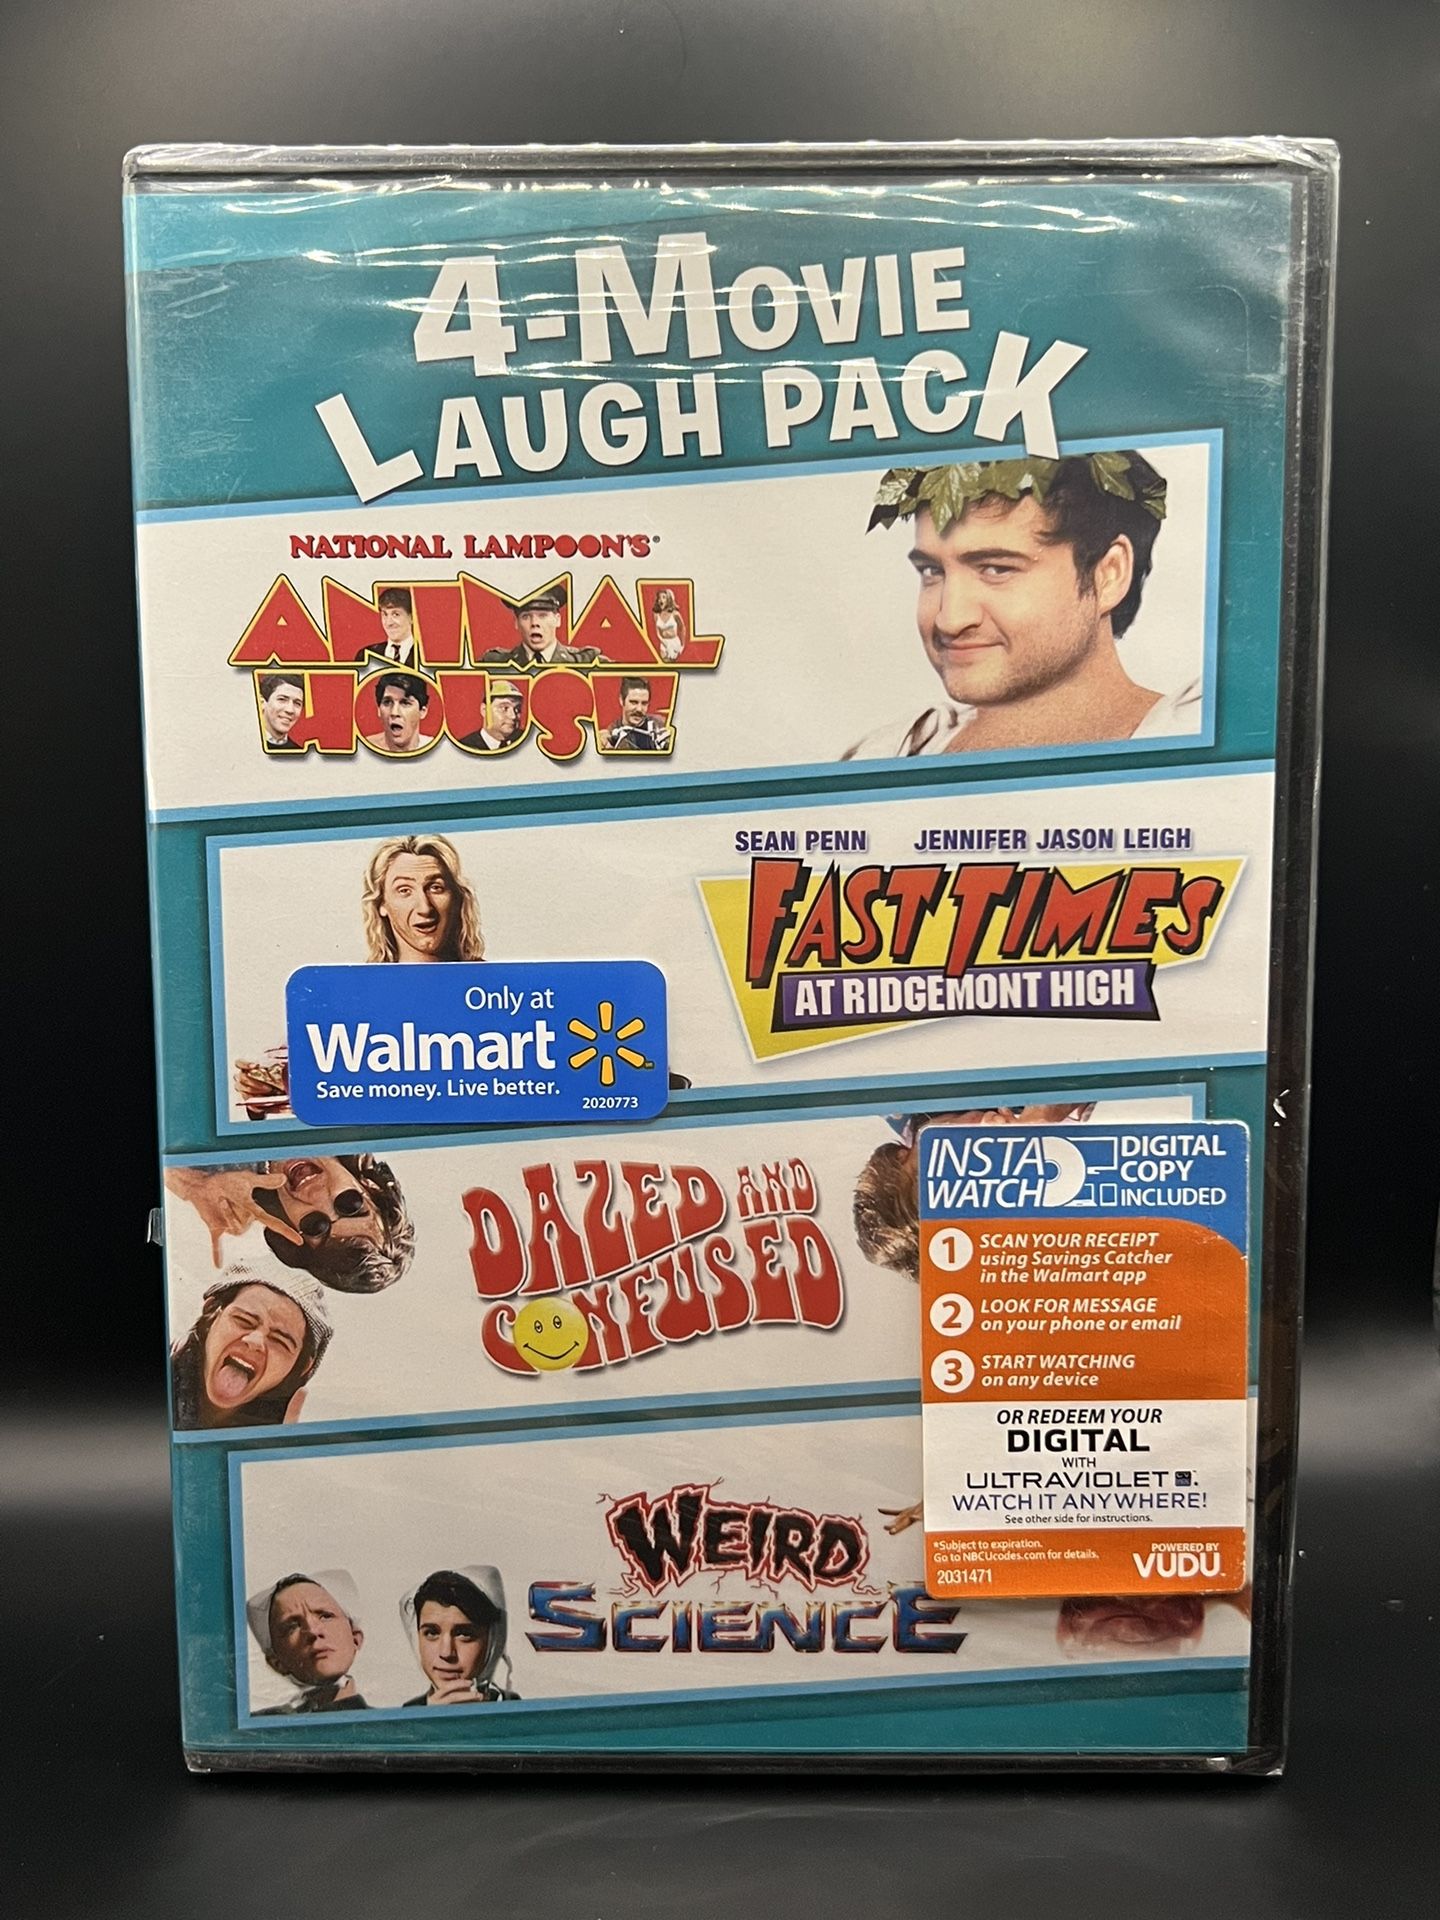 4-MOVIE
LAUGH PACK
NATIONAL LAMPOON'S®
ANIMAL
HOUSE
SEAN PENN JENNIFER JASON LEIGH
FAST TIMES
AT RIDGEMONT HIGH
Only at
Walmart
Save money. Live better.
2020773
DAZED AND
CONFUSED
INSTA
WATCH
DIGITAL
COPY
INCLUDED
1 SCAN YOUR RECEIPT
using Savings Catcher
in the Walmart app
2 LOOK FOR MESSAGE
on your phone or email
3 START WATCHING
on any device
OR REDEEM YOUR
DIGITAL
WITH
ULTRAVIOLET
WATCH IT ANYWHERE!
See other side for instructions.
*Subject to expiration.
Go to NBCUcodes.com for details.
2031471
POWERED BY
VUDU
WEIRD
SCIENCE